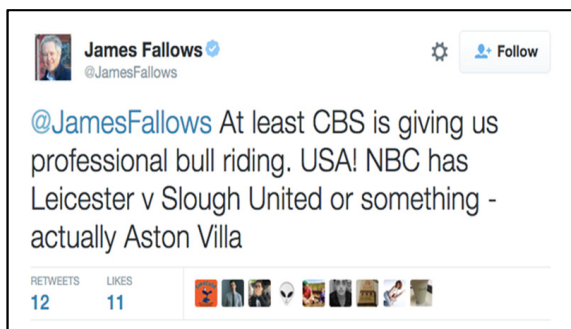 James Fallows
@JamesFallows
Follow
@JamesFallows At least CBS is giving us
professional bull riding. USA! NBC has
Leicester v Slough United or something -
actually Aston Villa
RETWEETS LIKES
12 11